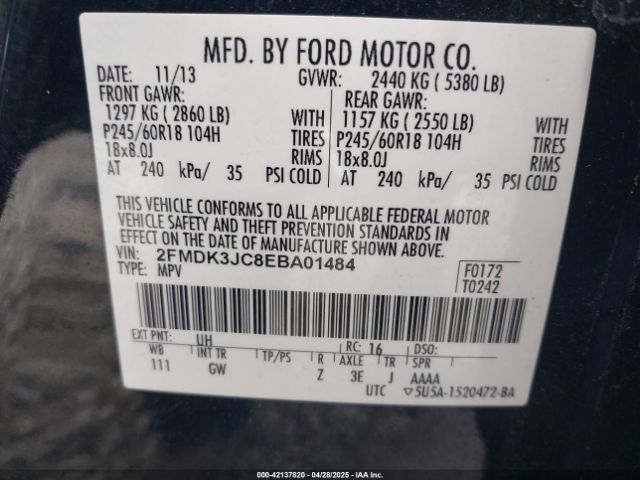 MFD. BY FORD MOTOR CO.
DATE: 11/13 GVWR: 2440 KG ( 5380 LB)
FRONT GAWR: REAR GAWR:
1297 KG ( 2860 LB) WITH 1157 KG ( 2550 LB) WITH
P245/60R18 104H TIRES P245/60R18 104H TIRES
18x8.0J RIMS 18x8.0J RIMS
AT 240 kPa/ 35 PSI COLD AT 240 kPa/ 35 PSI COLD
THIS VEHICLE CONFORMS TO ALL APPLICABLE FEDERAL MOTOR
VEHICLE SAFETY AND THEFT PREVENTION STANDARDS IN
EFFECT ON THE DATE OF MANUFACTURE SHOWN ABOVE.
VIN: 2FMDK3JC8EBA01484
TYPE: MPV
F0172
T0242
EXT PNT: UH RC: 16 DSO:
WB INT TR TP/PS R AXLE TR SPR
111 GW Z 3E J AAAA
UTC ▽5U5A-1520472-BA
000-42137820 - 04/28/2025 - IAA Inc.